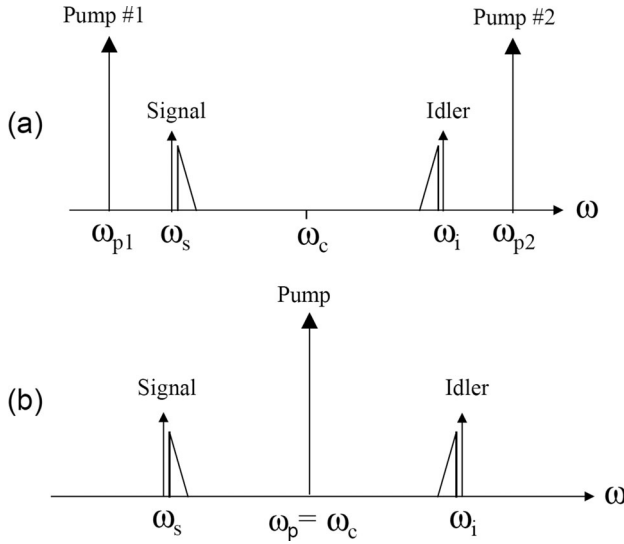 Pump #1 Pump #2
(a) Signal Idler
ω
ωp1 ωs ωc ωi ωp2
Pump
(b) Signal Idler
ω
ωs ωp = ωc ωi